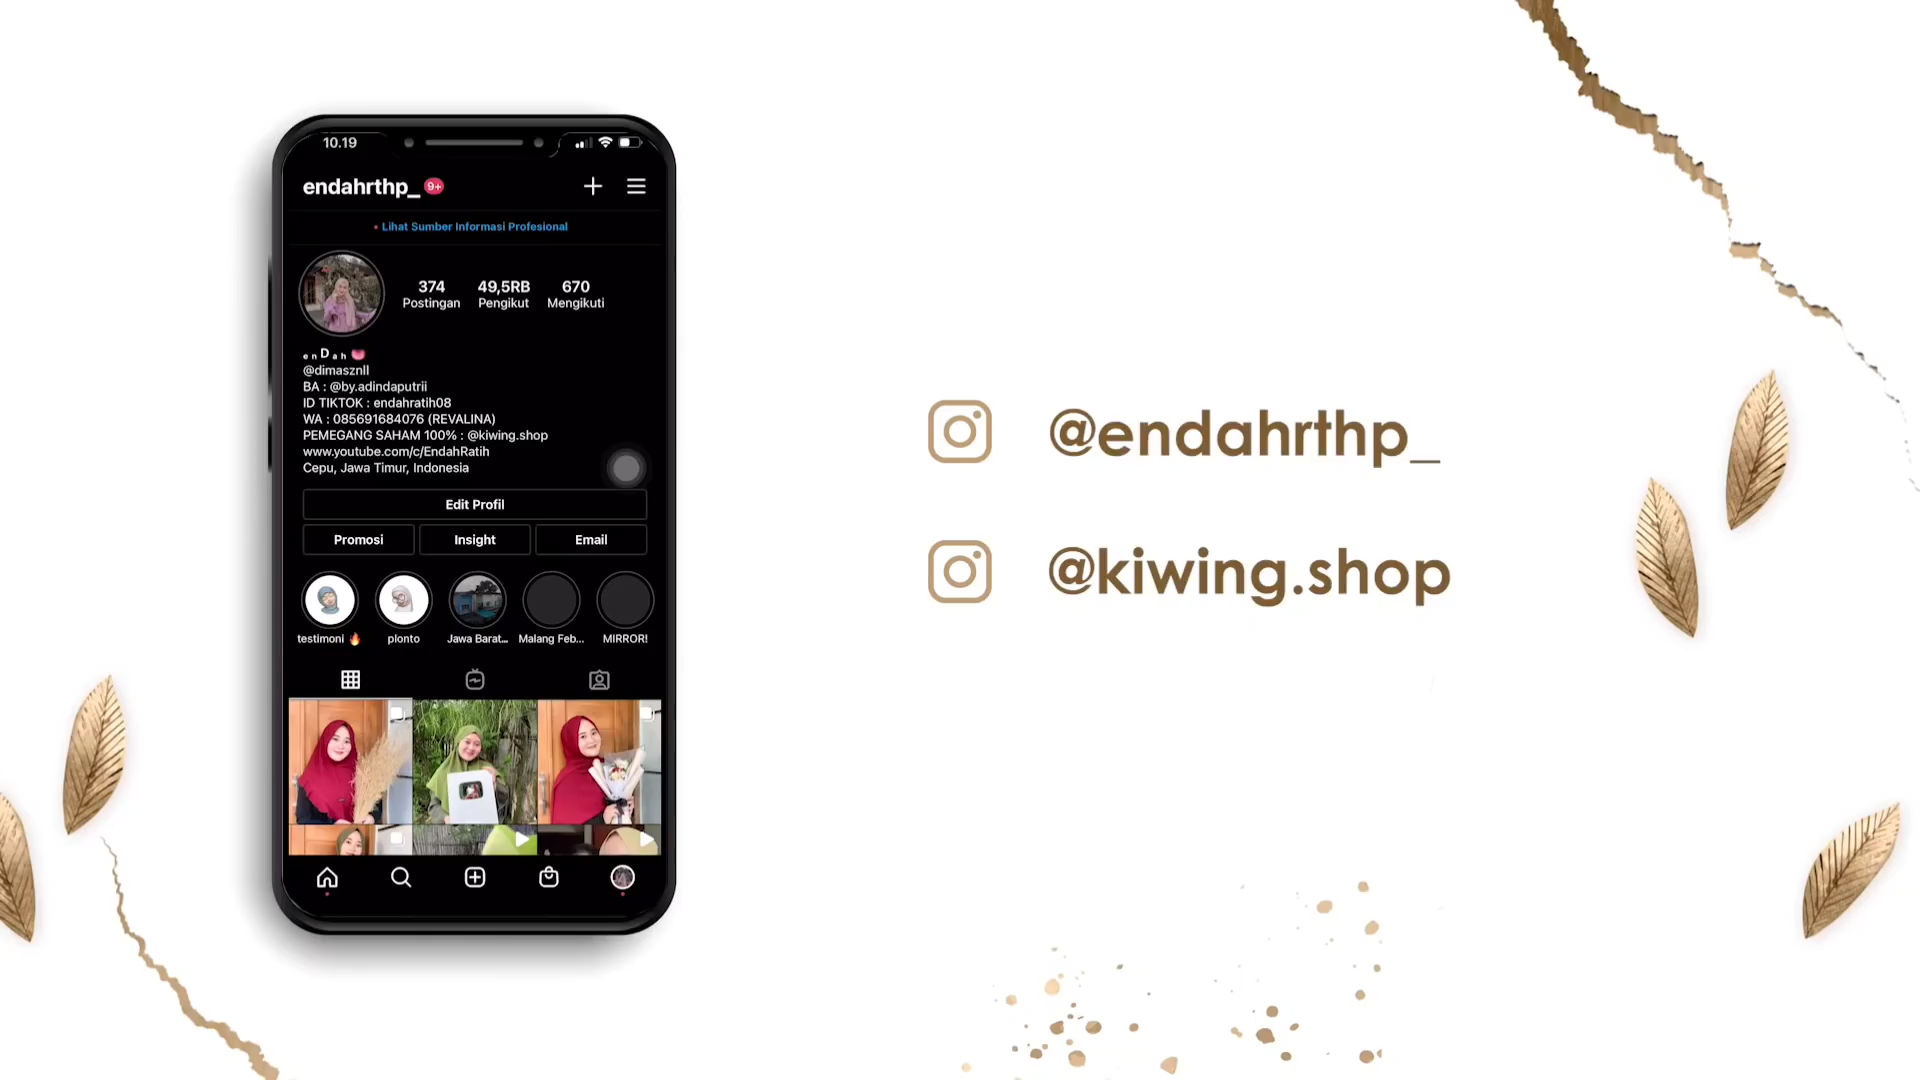 10.19
endahrthp_ 9+
Lihat Sumber Informasi Profesional
374 49,5RB 670
Postingan Pengikut Mengikuti
ₑₙDₐₕ 👅
@dimasznll
BA : @by.adindaputrii
ID TIKTOK : endahratih08
WA : 085691684076 (REVALINA)
PEMEGANG SAHAM 100% : @kiwing.shop
www.youtube.com/c/EndahRatih
Cepu, Jawa Timur, Indonesia
Edit Profil
Promosi Insight Email
testimoni 🔥 plonto Jawa Barat... Malang Feb... MIRROR!
@endahrthp_
@kiwing.shop